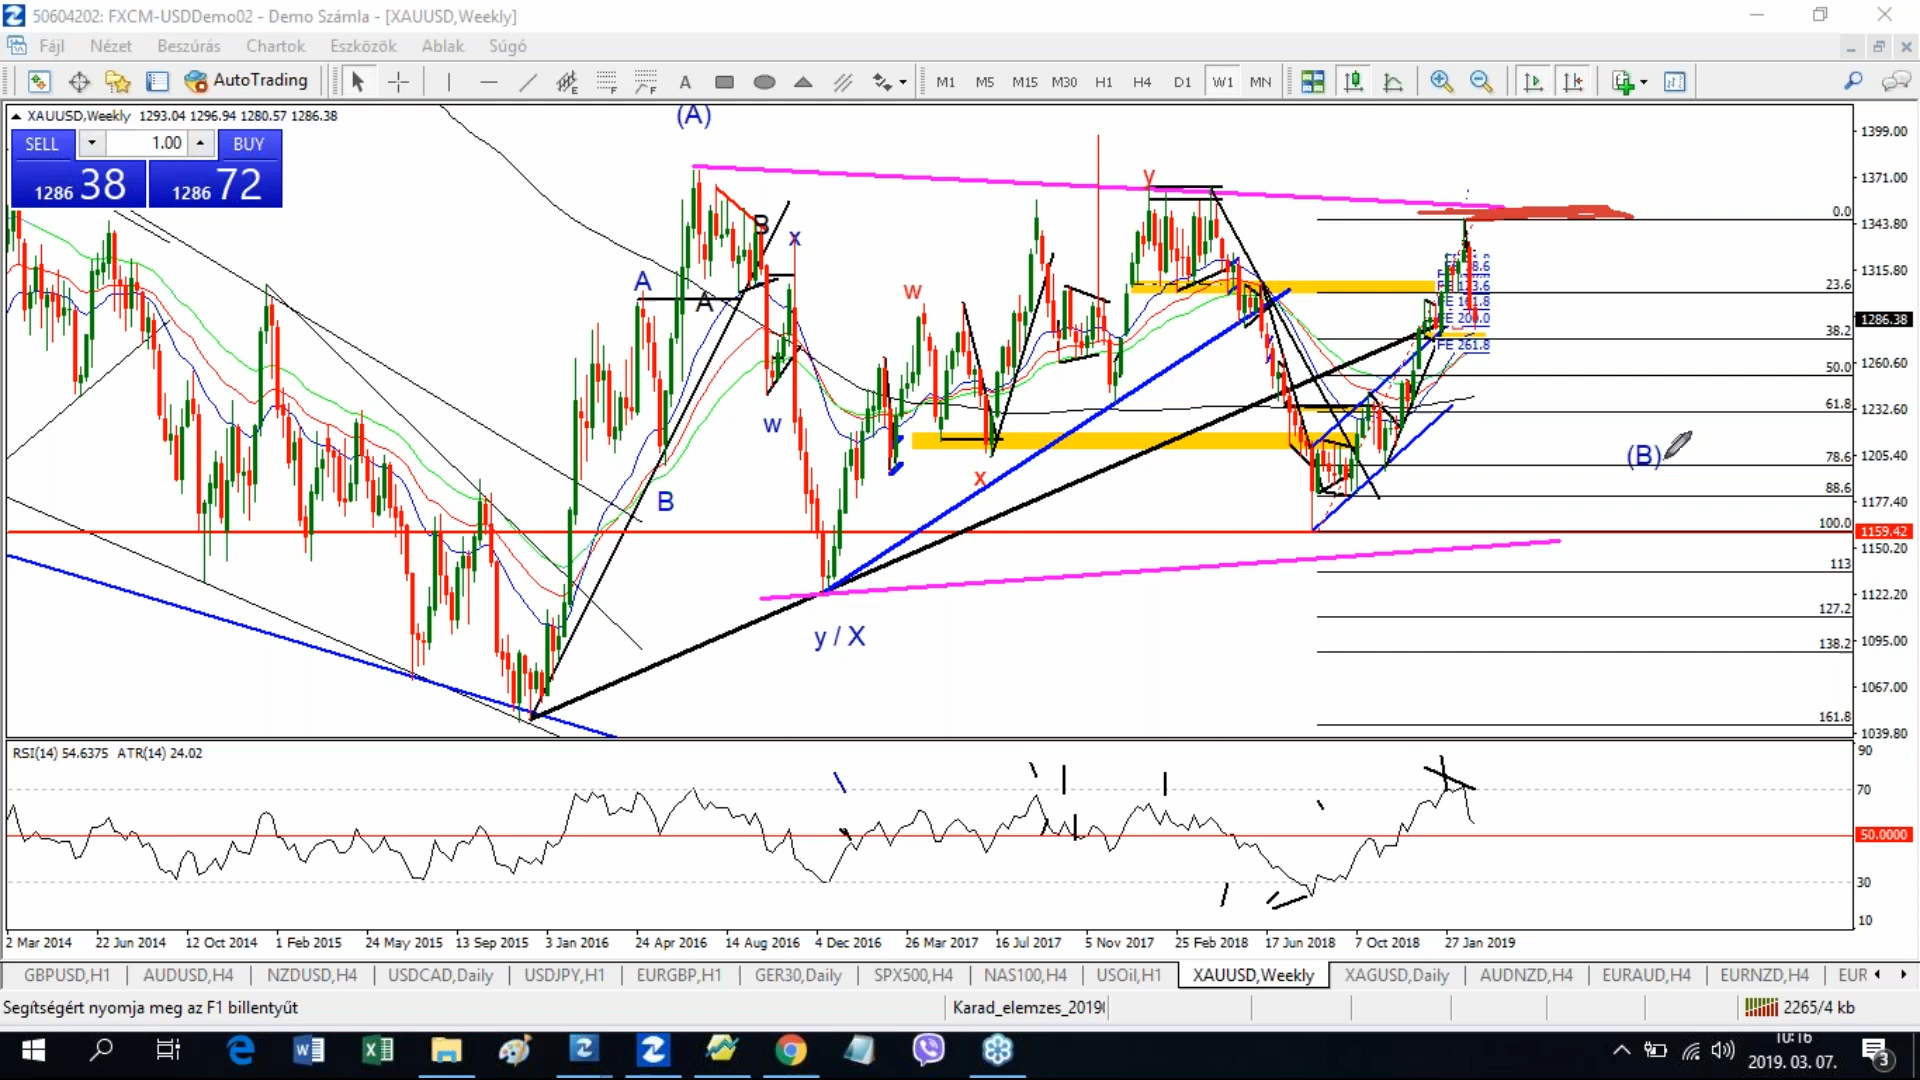 50604202: FXCM-USDDemo02 - Demo Számla - [XAUUSD,Weekly]
Fájl Nézet Beszúrás Chartok Eszközök Ablak Súgó
AutoTrading A M1 M5 M15 M30 H1 H4 D1 W1 MN
XAUUSD,Weekly 1293.04 1296.94 1280.57 1286.38
SELL 1.00 BUY
1286 38 1286 72
(A)
1399.00
1371.00
y
0.0
1343.80
B
x
1315.80
A
A
w
23.6
FE 161.8
FE 200.0
1286.38
38.2
FE 261.8
1260.60
50.0
61.8
1232.60
w
(B)
1205.40
78.6
x
88.6
1177.40
B
100.0
1159.42
1150.20
113
1122.20
127.2
y / X
1095.00
138.2
1067.00
161.8
1039.80
RSI(14) 54.6375 ATR(14) 24.02
90
70
50.0000
30
10
2 Mar 2014 22 Jun 2014 12 Oct 2014 1 Feb 2015 24 May 2015 13 Sep 2015 3 Jan 2016 24 Apr 2016 14 Aug 2016 4 Dec 2016 26 Mar 2017 16 Jul 2017 5 Nov 2017 25 Feb 2018 17 Jun 2018 7 Oct 2018 27 Jan 2019
GBPUSD,H1 AUDUSD,H4 NZDUSD,H4 USDCAD,Daily USDJPY,H1 EURGBP,H1 GER30,Daily SPX500,H4 NAS100,H4 USOil,H1 XAUUSD,Weekly XAGUSD,Daily AUDNZD,H4 EURAUD,H4 EURNZD,H4 EUR
Segítségért nyomja meg az F1 billentyűt
Karad_elemzes_2019
2265/4 kb
10:16
2019. 03. 07.
3